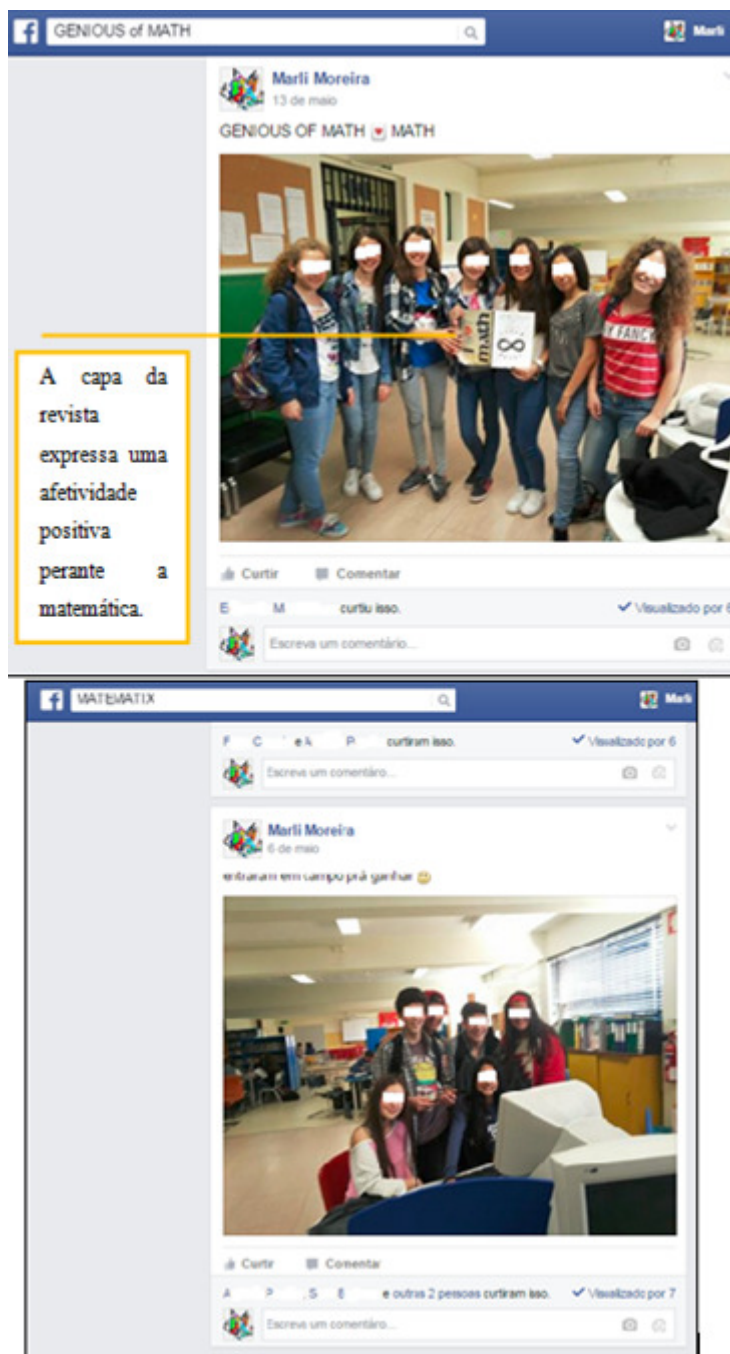 GENIOUS of MATH
Marli
Marli Moreira
13 de maio
GENIOUS OF MATH 💌 MATH
math
∞
FANCY
A capa da
revista
expressa uma
afetividade
positiva
perante a
matemática.
Curtir Comentar
E M curtiu isso. Visualizado por 6
Escreva um comentário...
MATEMATIX
Marli
F C e A P curtiram isso. Visualizado por 6
Escreva um comentário...
Marli Moreira
6 de maio
entraram em campo prá ganhar
Curtir Comentar
A P , S E e outras 2 pessoas curtiram isso. Visualizado por 7
Escreva um comentário...